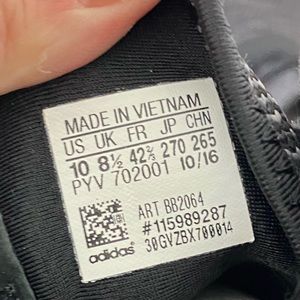 MADE IN VIETNAM
US UK FR JP CHN
10 8½ 42⅔ 270 265
PYV 702001 10/16
ART BB2064
#115989287
adidas 30GVZBX700014